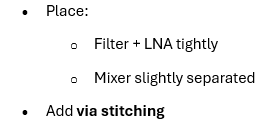 • Place:
o Filter + LNA tightly
o Mixer slightly separated
• Add via stitching